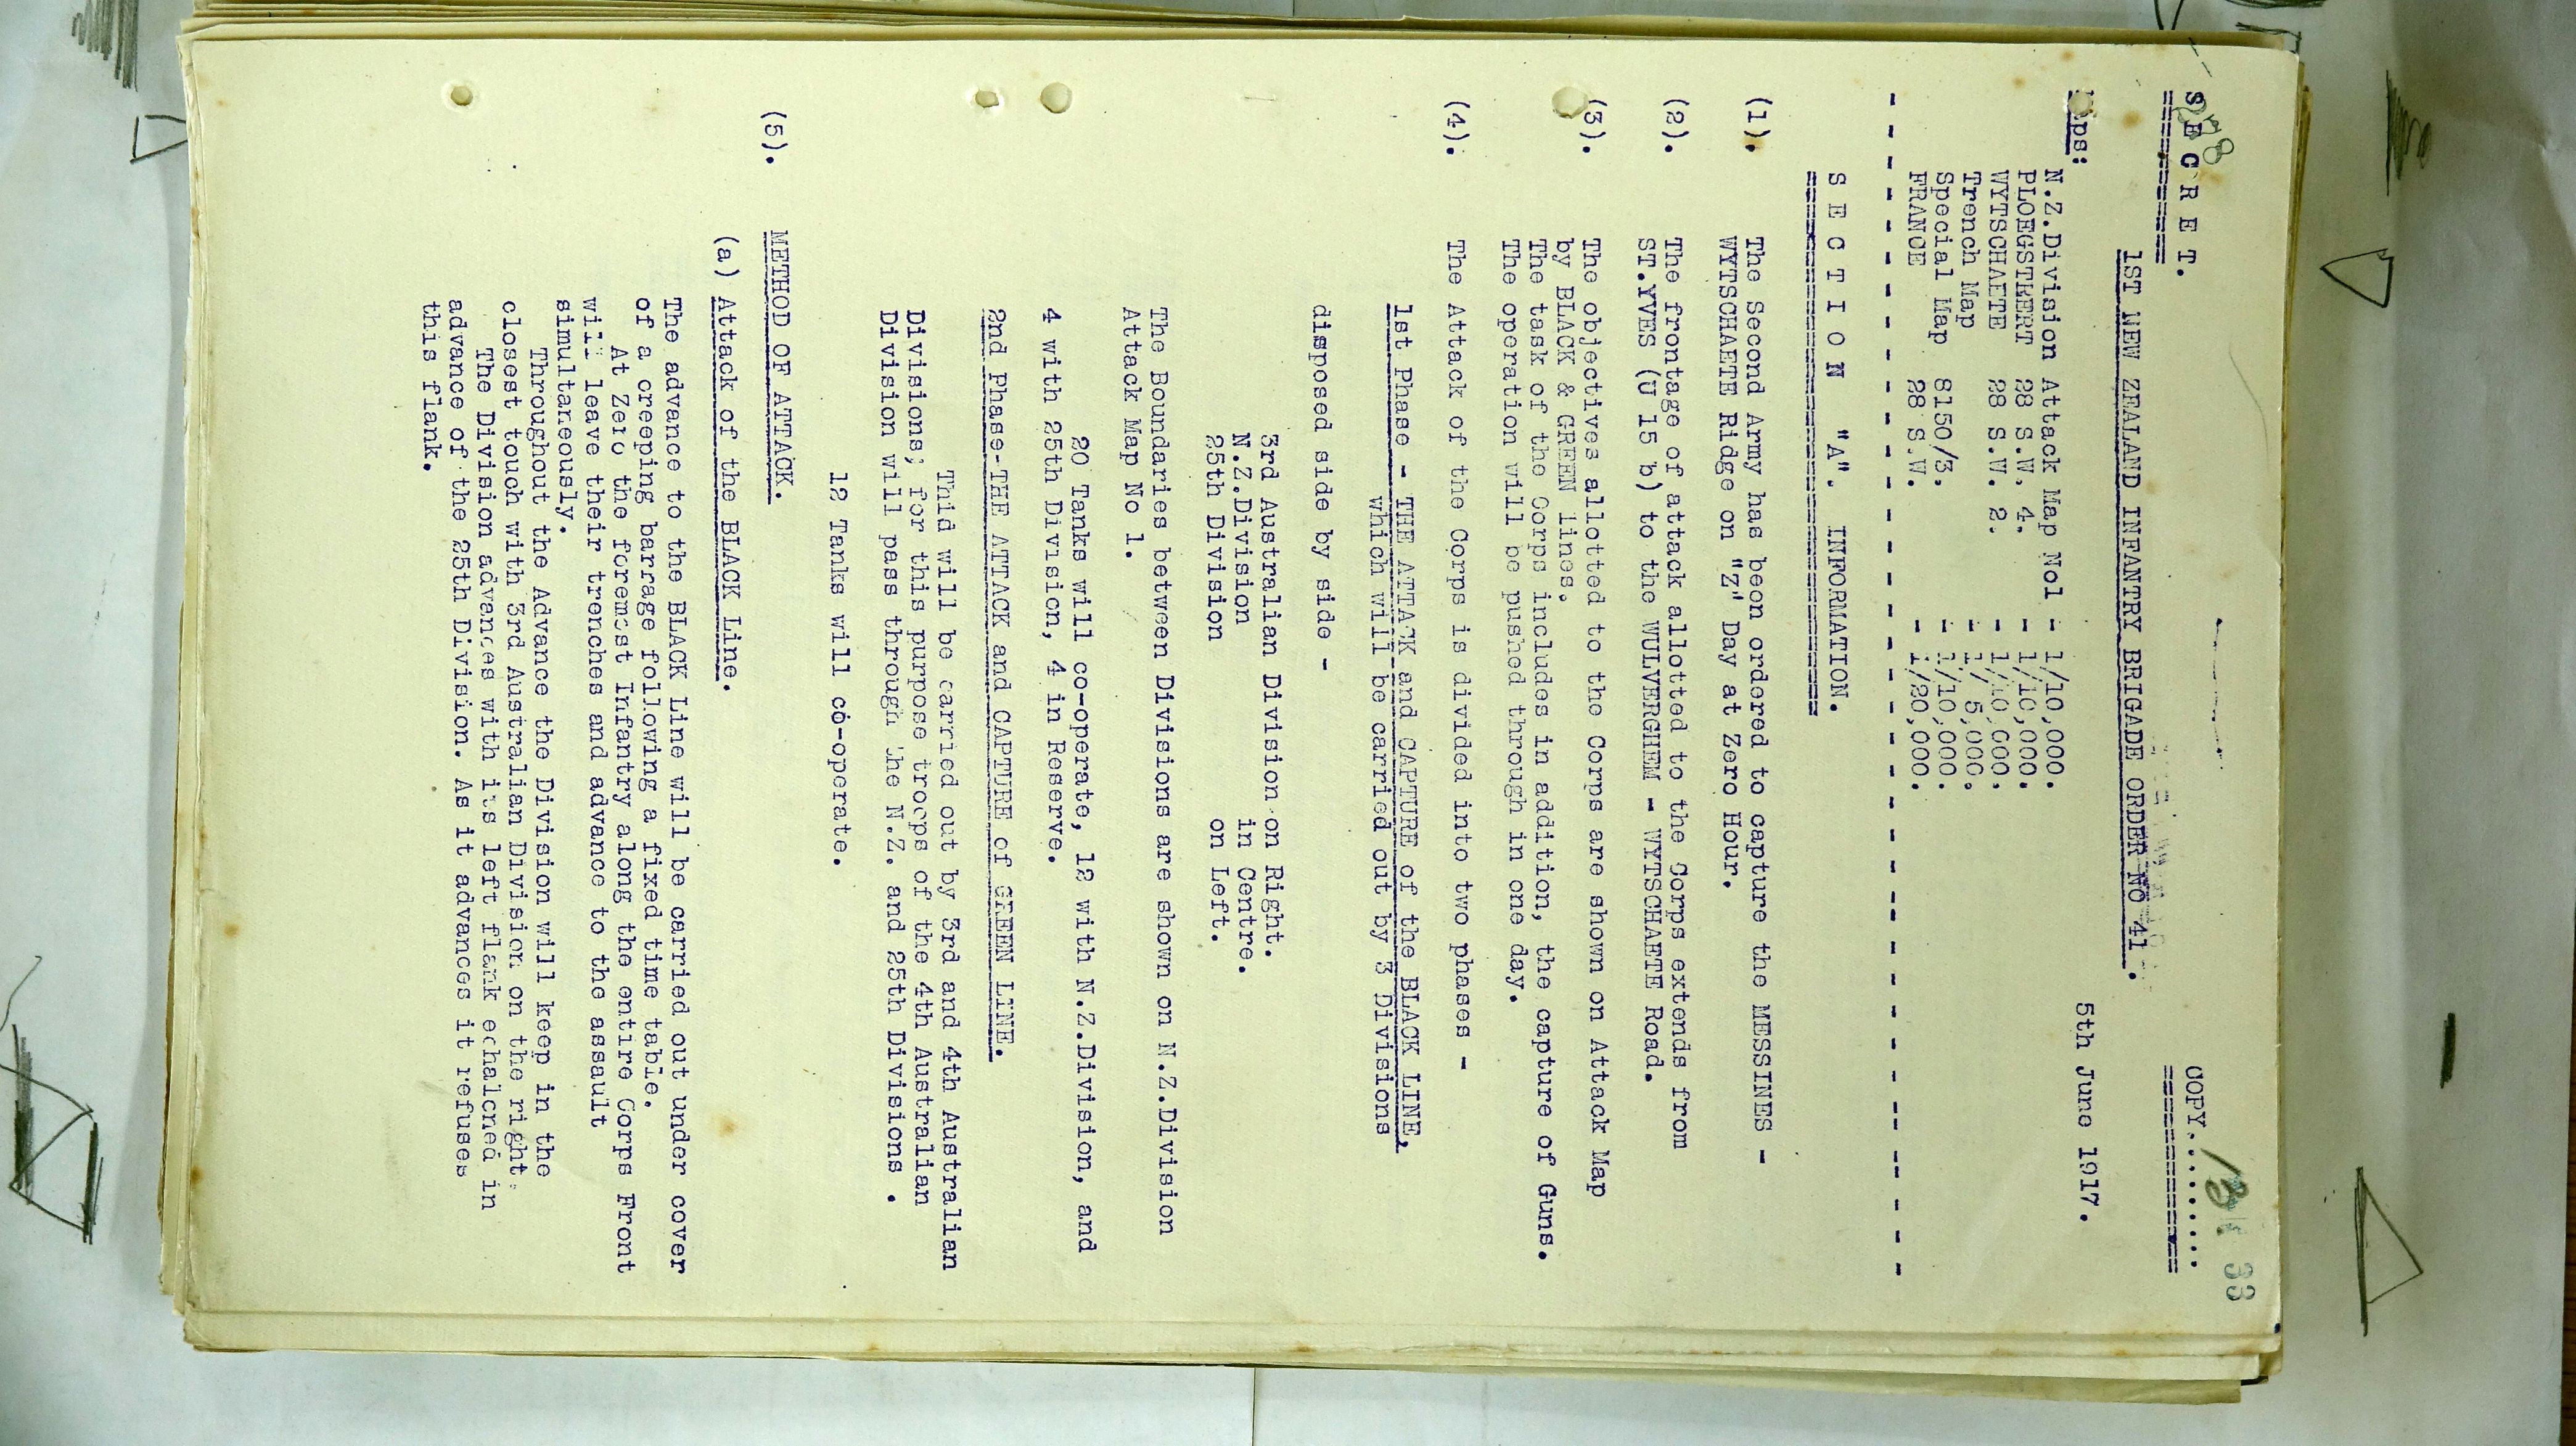 SECRET.
COPY..........
33
1ST NEW ZEALAND INFANTRY BRIGADE ORDER NO 41.
5th June 1917.
Maps:
N.Z.Division Attack Map No1 - 1/10,000.
PLOEGSTEERT 28 S.W. 4. - 1/10,000.
WYTSCHAETE 28 S.W. 2. - 1/10,000.
Trench Map - 1/ 5,000.
Special Map 8150/3. - 1/10,000.
FRANCE 28 S.W. - 1/20,000.
SECTION "A". INFORMATION.
(1). The Second Army has been ordered to capture the MESSINES -
WYTSCHAETE Ridge on "Z" Day at Zero Hour.
(2). The frontage of attack allotted to the Corps extends from
ST.YVES (U 15 b) to the WULVERGHEM - WYTSCHAETE Road.
(3). The objectives allotted to the Corps are shown on Attack Map
by BLACK & GREEN lines.
The task of the Corps includes in addition, the capture of Guns.
The operation will be pushed through in one day.
(4). The Attack of the Corps is divided into two phases -
1st Phase - THE ATTACK and CAPTURE of the BLACK LINE,
which will be carried out by 3 Divisions
disposed side by side -
3rd Australian Division on Right.
N.Z.Division in Centre.
25th Division on Left.
The Boundaries between Divisions are shown on N.Z.Division
Attack Map No 1.
20 Tanks will co-operate, 12 with N.Z.Division, and
4 with 25th Division, 4 in Reserve.
2nd Phase-THE ATTACK and CAPTURE of GREEN LINE.
Thid will be carried out by 3rd and 4th Australian
Divisions; for this purpose troops of the 4th Australian
Division will pass through the N.Z. and 25th Divisions .
12 Tanks will co-operate.
(5). METHOD OF ATTACK.
(a) Attack of the BLACK Line.
The advance to the BLACK Line will be carried out under cover
of a creeping barrage following a fixed time table.
At Zero the foremost Infantry along the entire Corps Front
will leave their trenches and advance to the assault
simultaneously.
Throughout the Advance the Division will keep in the
closest touch with 3rd Australian Division on the right.
The Division advances with its left flank echalcned in
advance of the 25th Division. As it advances it refuses
this flank.